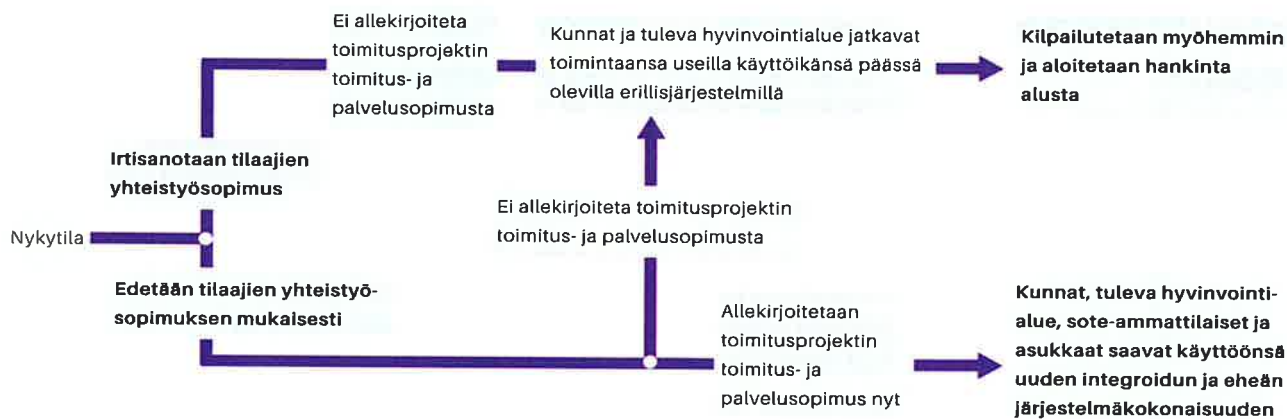 Ei allekirjoiteta
toimitusprojektin
toimitus- ja
palvelusopimusta
Kunnat ja tuleva hyvinvointialue jatkavat
toimintaansa useilla käyttöikänsä päässä
olevilla erillisjärjestelmillä
Kilpailutetaan myöhemmin
ja aloitetaan hankinta
alusta
Irtisanotaan tilaajien
yhteistyösopimus
Ei allekirjoiteta toimitusprojektin
toimitus- ja palvelusopimusta
Nykytila
Edetään tilaajien yhteistyö-
sopimuksen mukaisesti
Allekirjoitetaan
toimitusprojektin
toimitus- ja
palvelusopimus nyt
Kunnat, tuleva hyvinvointi-
alue, sote-ammattilaiset ja
asukkaat saavat käyttöönsä
uuden integroidun ja eheän
järjestelmäkokonaisuuden